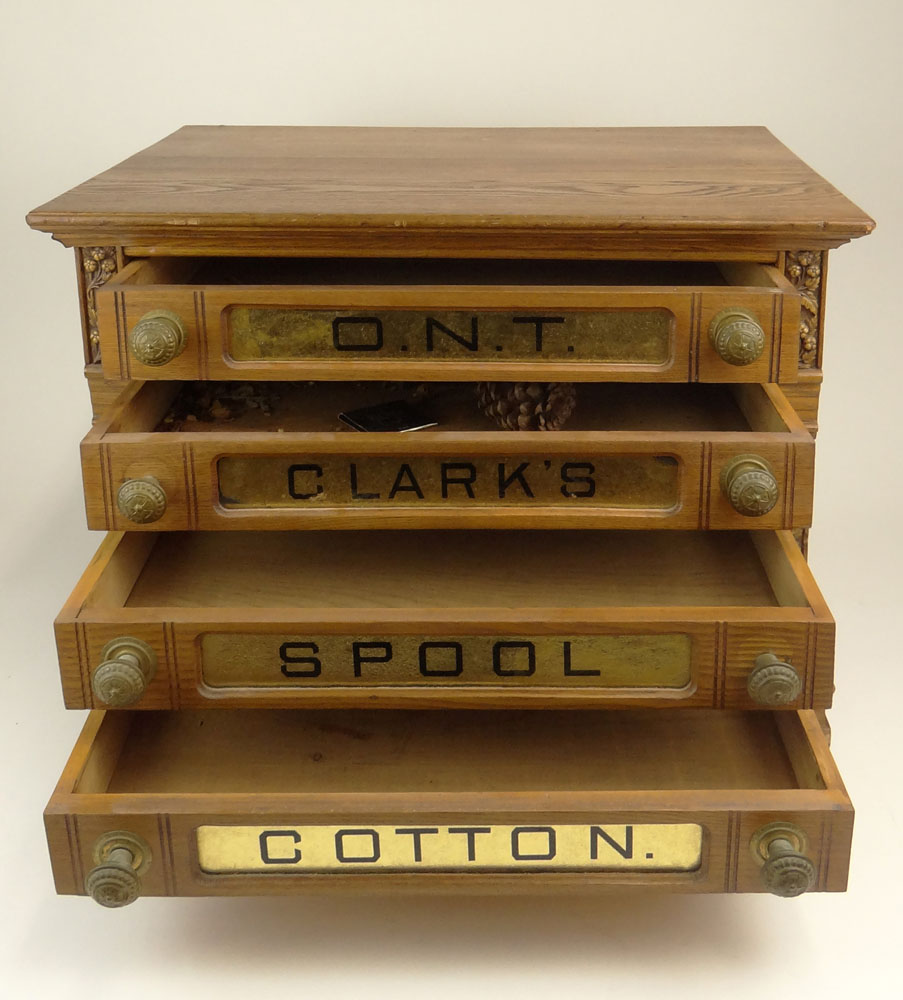 O.N.T.
CLARK'S
SPOOL
COTTON.